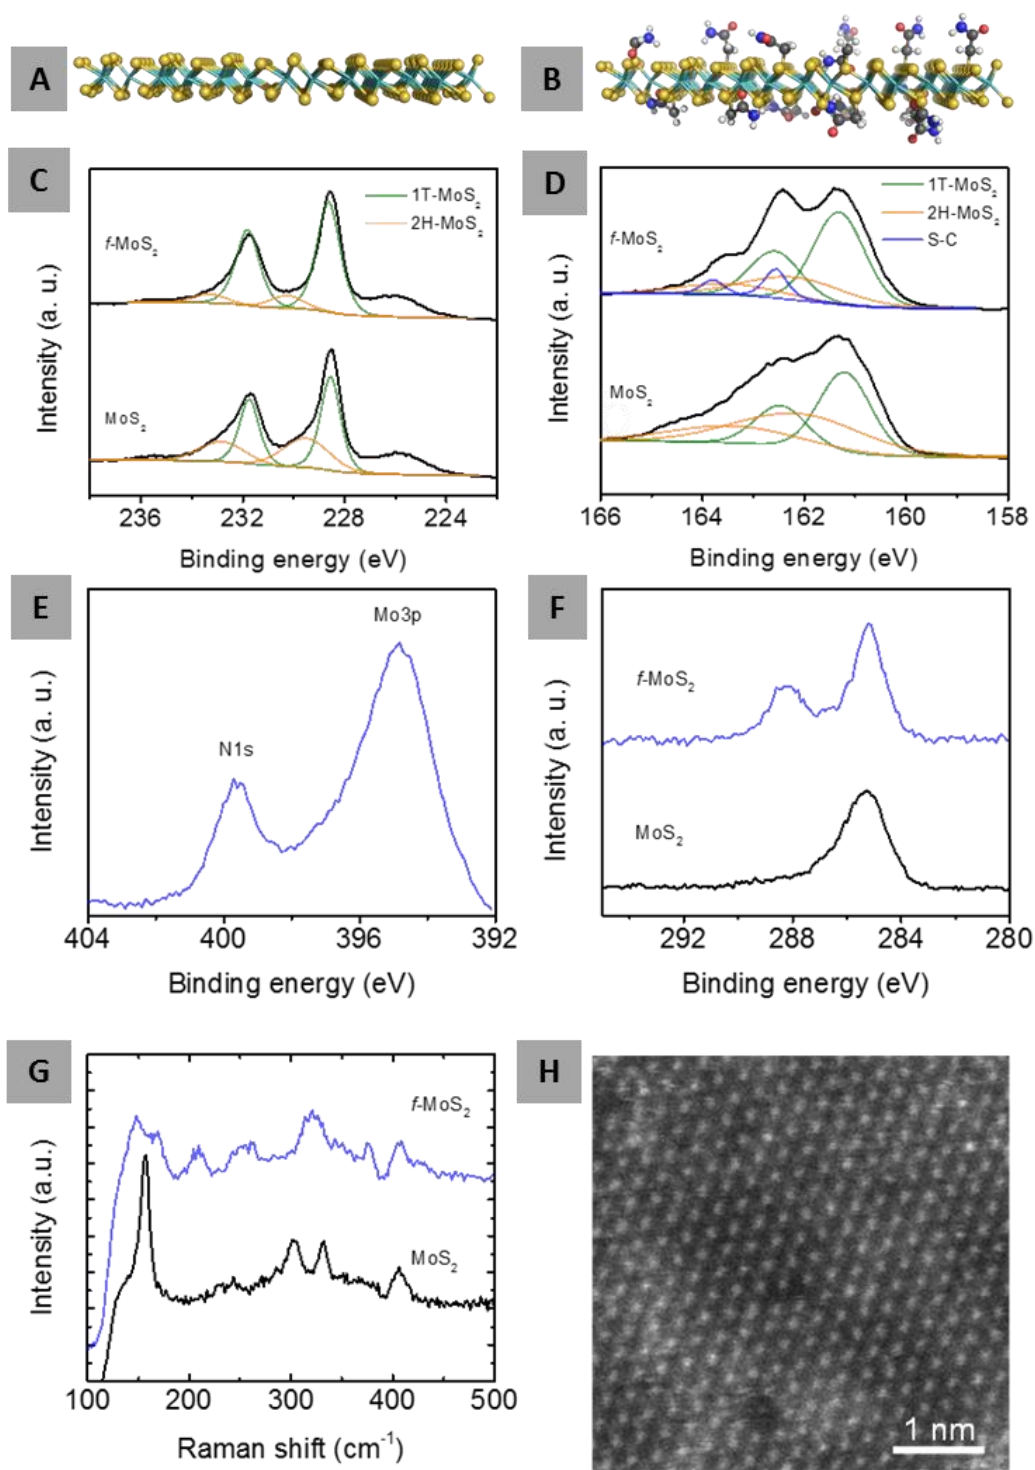 A
B
C
1T-MoS₂
2H-MoS₂
f-MoS₂
MoS₂
Intensity (a. u.)
236 232 228 224
Binding energy (eV)
D
1T-MoS₂
2H-MoS₂
S-C
f-MoS₂
MoS₂
Intensity (a. u.)
166 164 162 160 158
Binding energy (eV)
E
Mo3p
N1s
Intensity (a. u.)
404 400 396 392
Binding energy (eV)
F
f-MoS₂
MoS₂
Intensity (a. u.)
292 288 284 280
Binding energy (eV)
G
f-MoS₂
MoS₂
Intensity (a.u.)
100 200 300 400 500
Raman shift (cm⁻¹)
H
1 nm